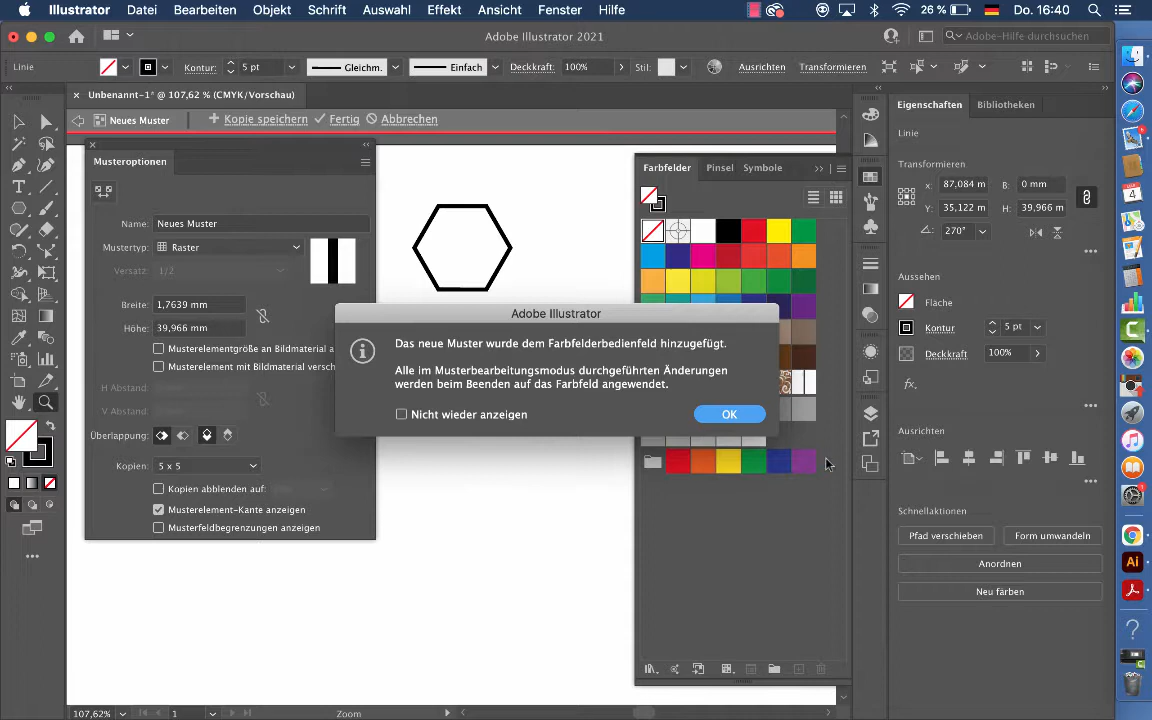 Illustrator Datei Bearbeiten Objekt Schrift Auswahl Effekt Ansicht Fenster Hilfe 26 % Do. 16:40
Adobe Illustrator 2021 Adobe-Hilfe durchsuchen
Linie Kontur: 5 pt Gleichm. Einfach Deckkraft: 100% Stil: Ausrichten Transformieren
× Unbenannt-1* @ 107,62 % (CMYK/Vorschau)
Neues Muster + Kopie speichern Fertig Abbrechen
Musteroptionen
Name: Neues Muster
Mustertyp: Raster
Versatz: 1/2
Breite: 1,7639 mm
Höhe: 39,966 mm
Musterelementgröße an Bildmaterial a
Musterelement mit Bildmaterial versch
H Abstand:
V Abstand:
Überlappung:
Kopien: 5 x 5
Kopien abblenden auf:
Musterelement-Kante anzeigen
Musterfeldbegrenzungen anzeigen
Adobe Illustrator
Das neue Muster wurde dem Farbfelderbedienfeld hinzugefügt.
Alle im Musterbearbeitungsmodus durchgeführten Änderungen
werden beim Beenden auf das Farbfeld angewendet.
Nicht wieder anzeigen OK
Farbfelder Pinsel Symbole
Eigenschaften Bibliotheken
Linie
Transformieren
X: 87,084 m B: 0 mm
Y: 35,122 m H: 39,966 m
270°
Aussehen
Fläche
Kontur 5 pt
Deckkraft 100%
fx.
Ausrichten
Schnellaktionen
Pfad verschieben Form umwandeln
Anordnen
Neu färben
107,62% 1 Zoom